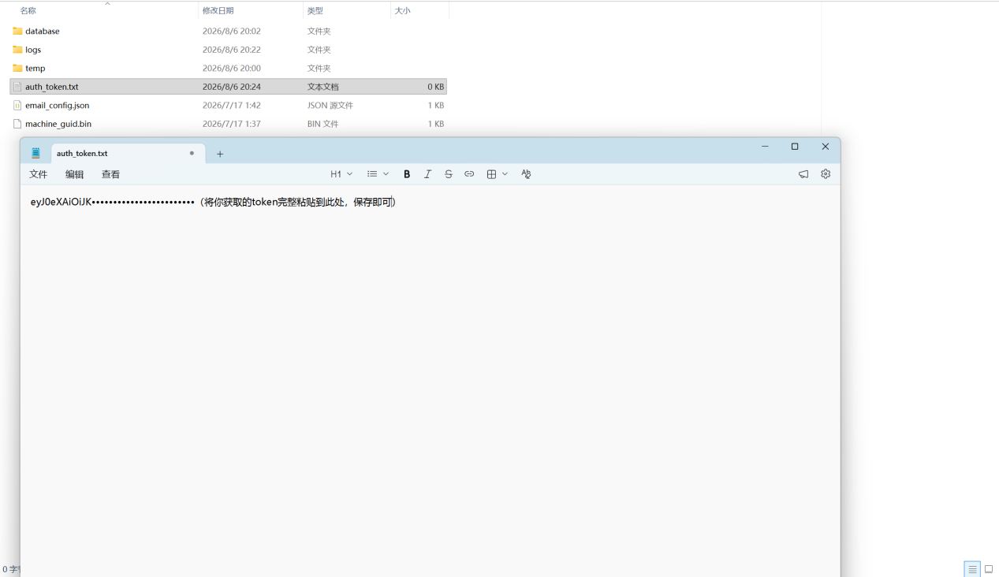 名称 修改日期 类型 大小
database 2026/8/6 20:02 文件夹
logs 2026/8/6 20:22 文件夹
temp 2026/8/6 20:00 文件夹
auth_token.txt 2026/8/6 20:24 文本文档 0 KB
email_config.json 2026/7/17 1:42 JSON 源文件 1 KB
machine_guid.bin 2026/7/17 1:37 BIN 文件 1 KB
auth_token.txt
文件 编辑 查看 H1 B I S
eyJ0eXAiOiJK••••••••••••••••••••••••（将你获取的token完整粘贴到此处，保存即可）
0 字